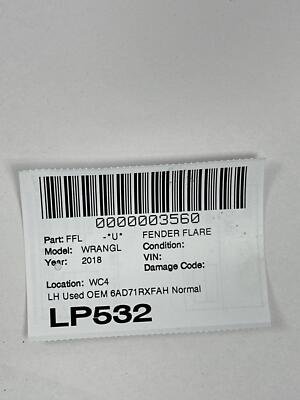 0000003560
Part: FFL -*U* FENDER FLARE
Model: WRANGL Condition:
Year: 2018 VIN:
Damage Code:
Location: WC4
LH Used OEM 6AD71RXFAH Normal
LP532